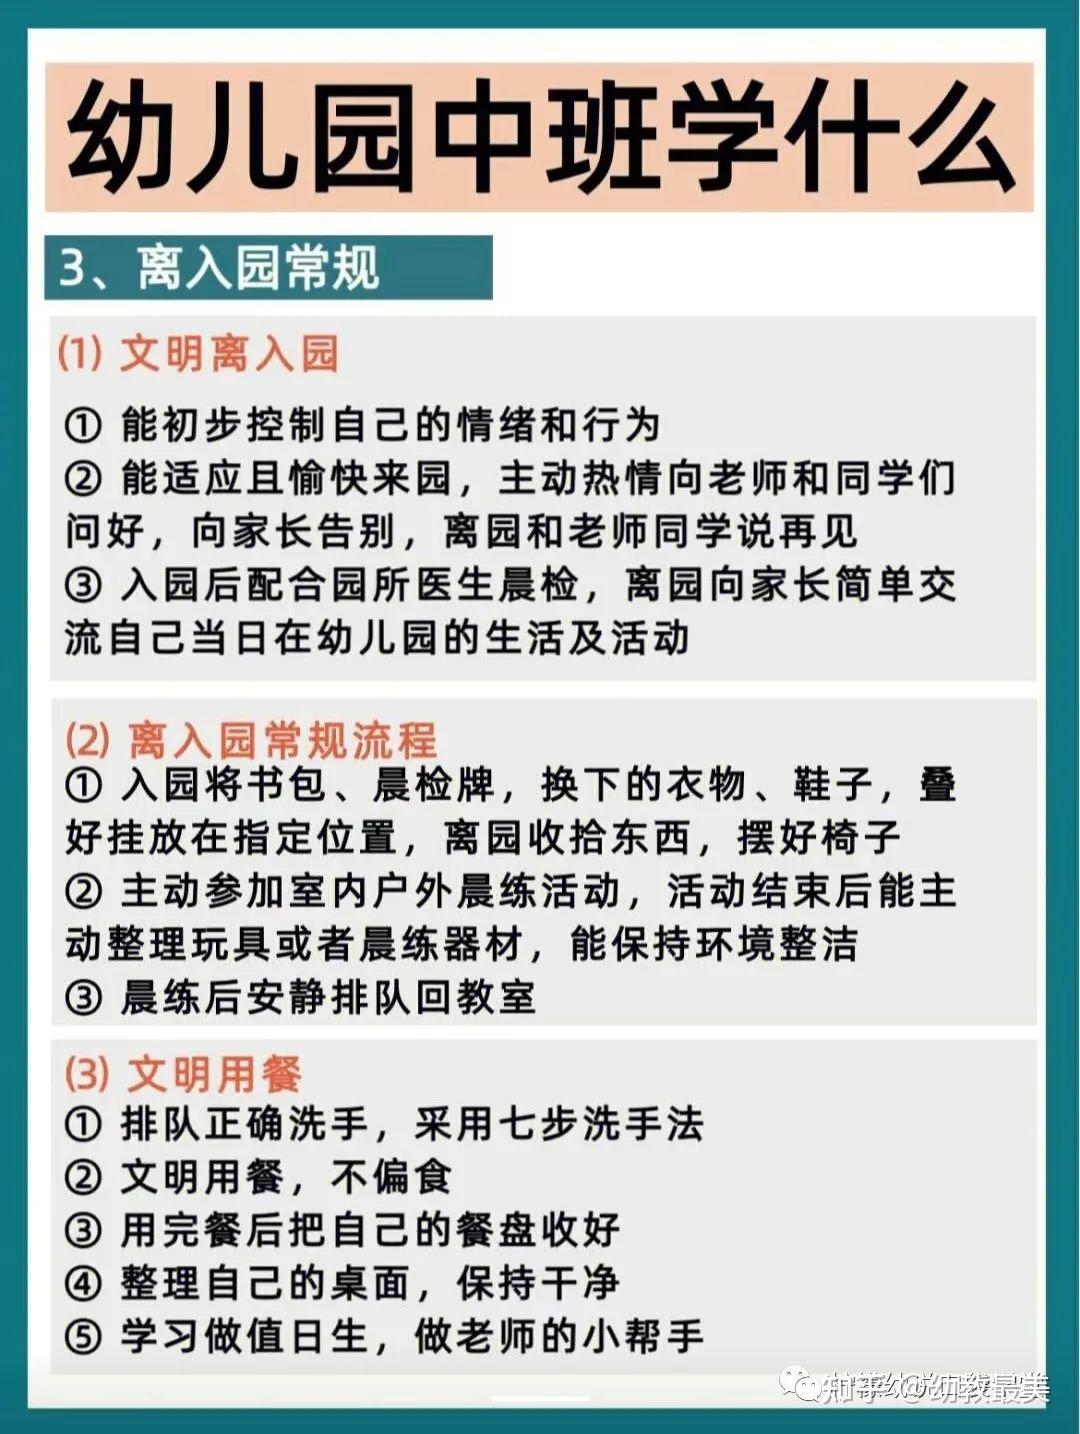 幼儿园中班学什么
3、离入园常规
(1) 文明离入园
① 能初步控制自己的情绪和行为
② 能适应且愉快来园，主动热情向老师和同学们
问好，向家长告别，离园和老师同学说再见
③ 入园后配合园所医生晨检，离园向家长简单交
流自己当日在幼儿园的生活及活动
(2) 离入园常规流程
① 入园将书包、晨检牌，换下的衣物、鞋子，叠
好挂放在指定位置，离园收拾东西，摆好椅子
② 主动参加室内户外晨练活动，活动结束后能主
动整理玩具或者晨练器材，能保持环境整洁
③ 晨练后安静排队回教室
(3) 文明用餐
① 排队正确洗手，采用七步洗手法
② 文明用餐，不偏食
③ 用完餐后把自己的餐盘收好
④ 整理自己的桌面，保持干净
⑤ 学习做值日生，做老师的小帮手
知乎 @幼教最美